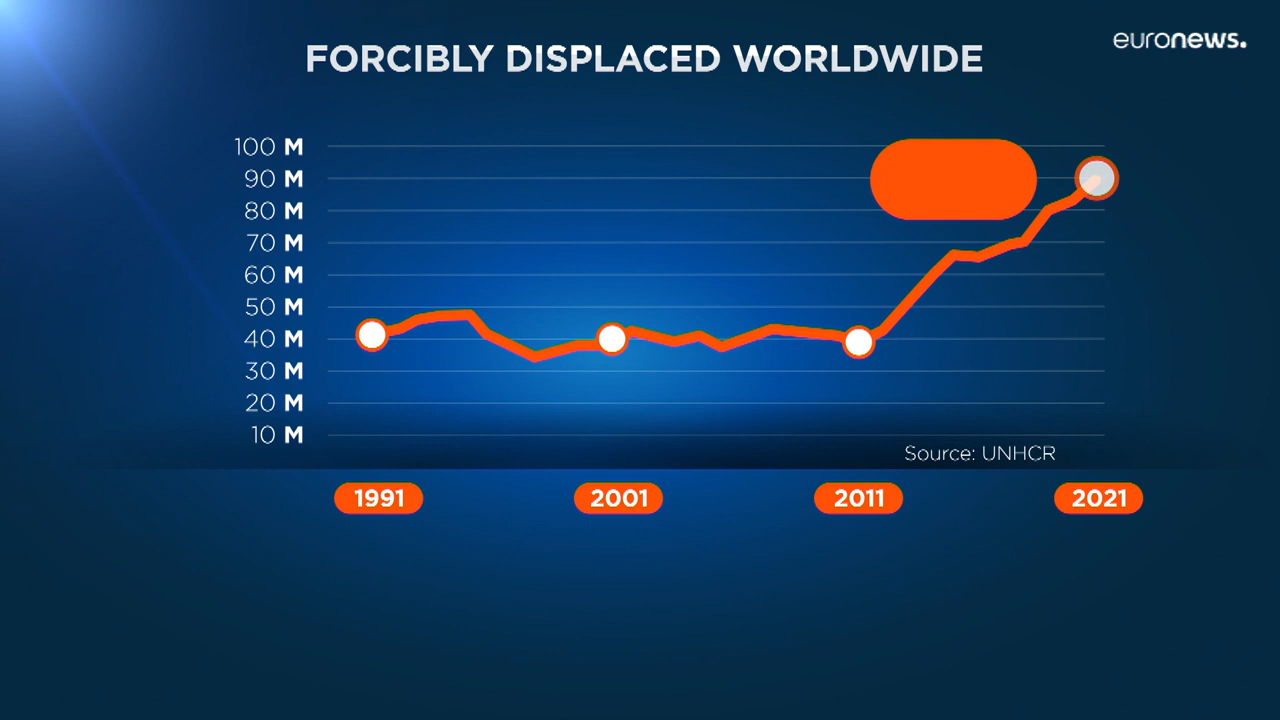 euronews.
FORCIBLY DISPLACED WORLDWIDE
100 M
90 M
80 M
70 M
60 M
50 M
40 M
30 M
20 M
10 M
Source: UNHCR
1991 2001 2011 2021